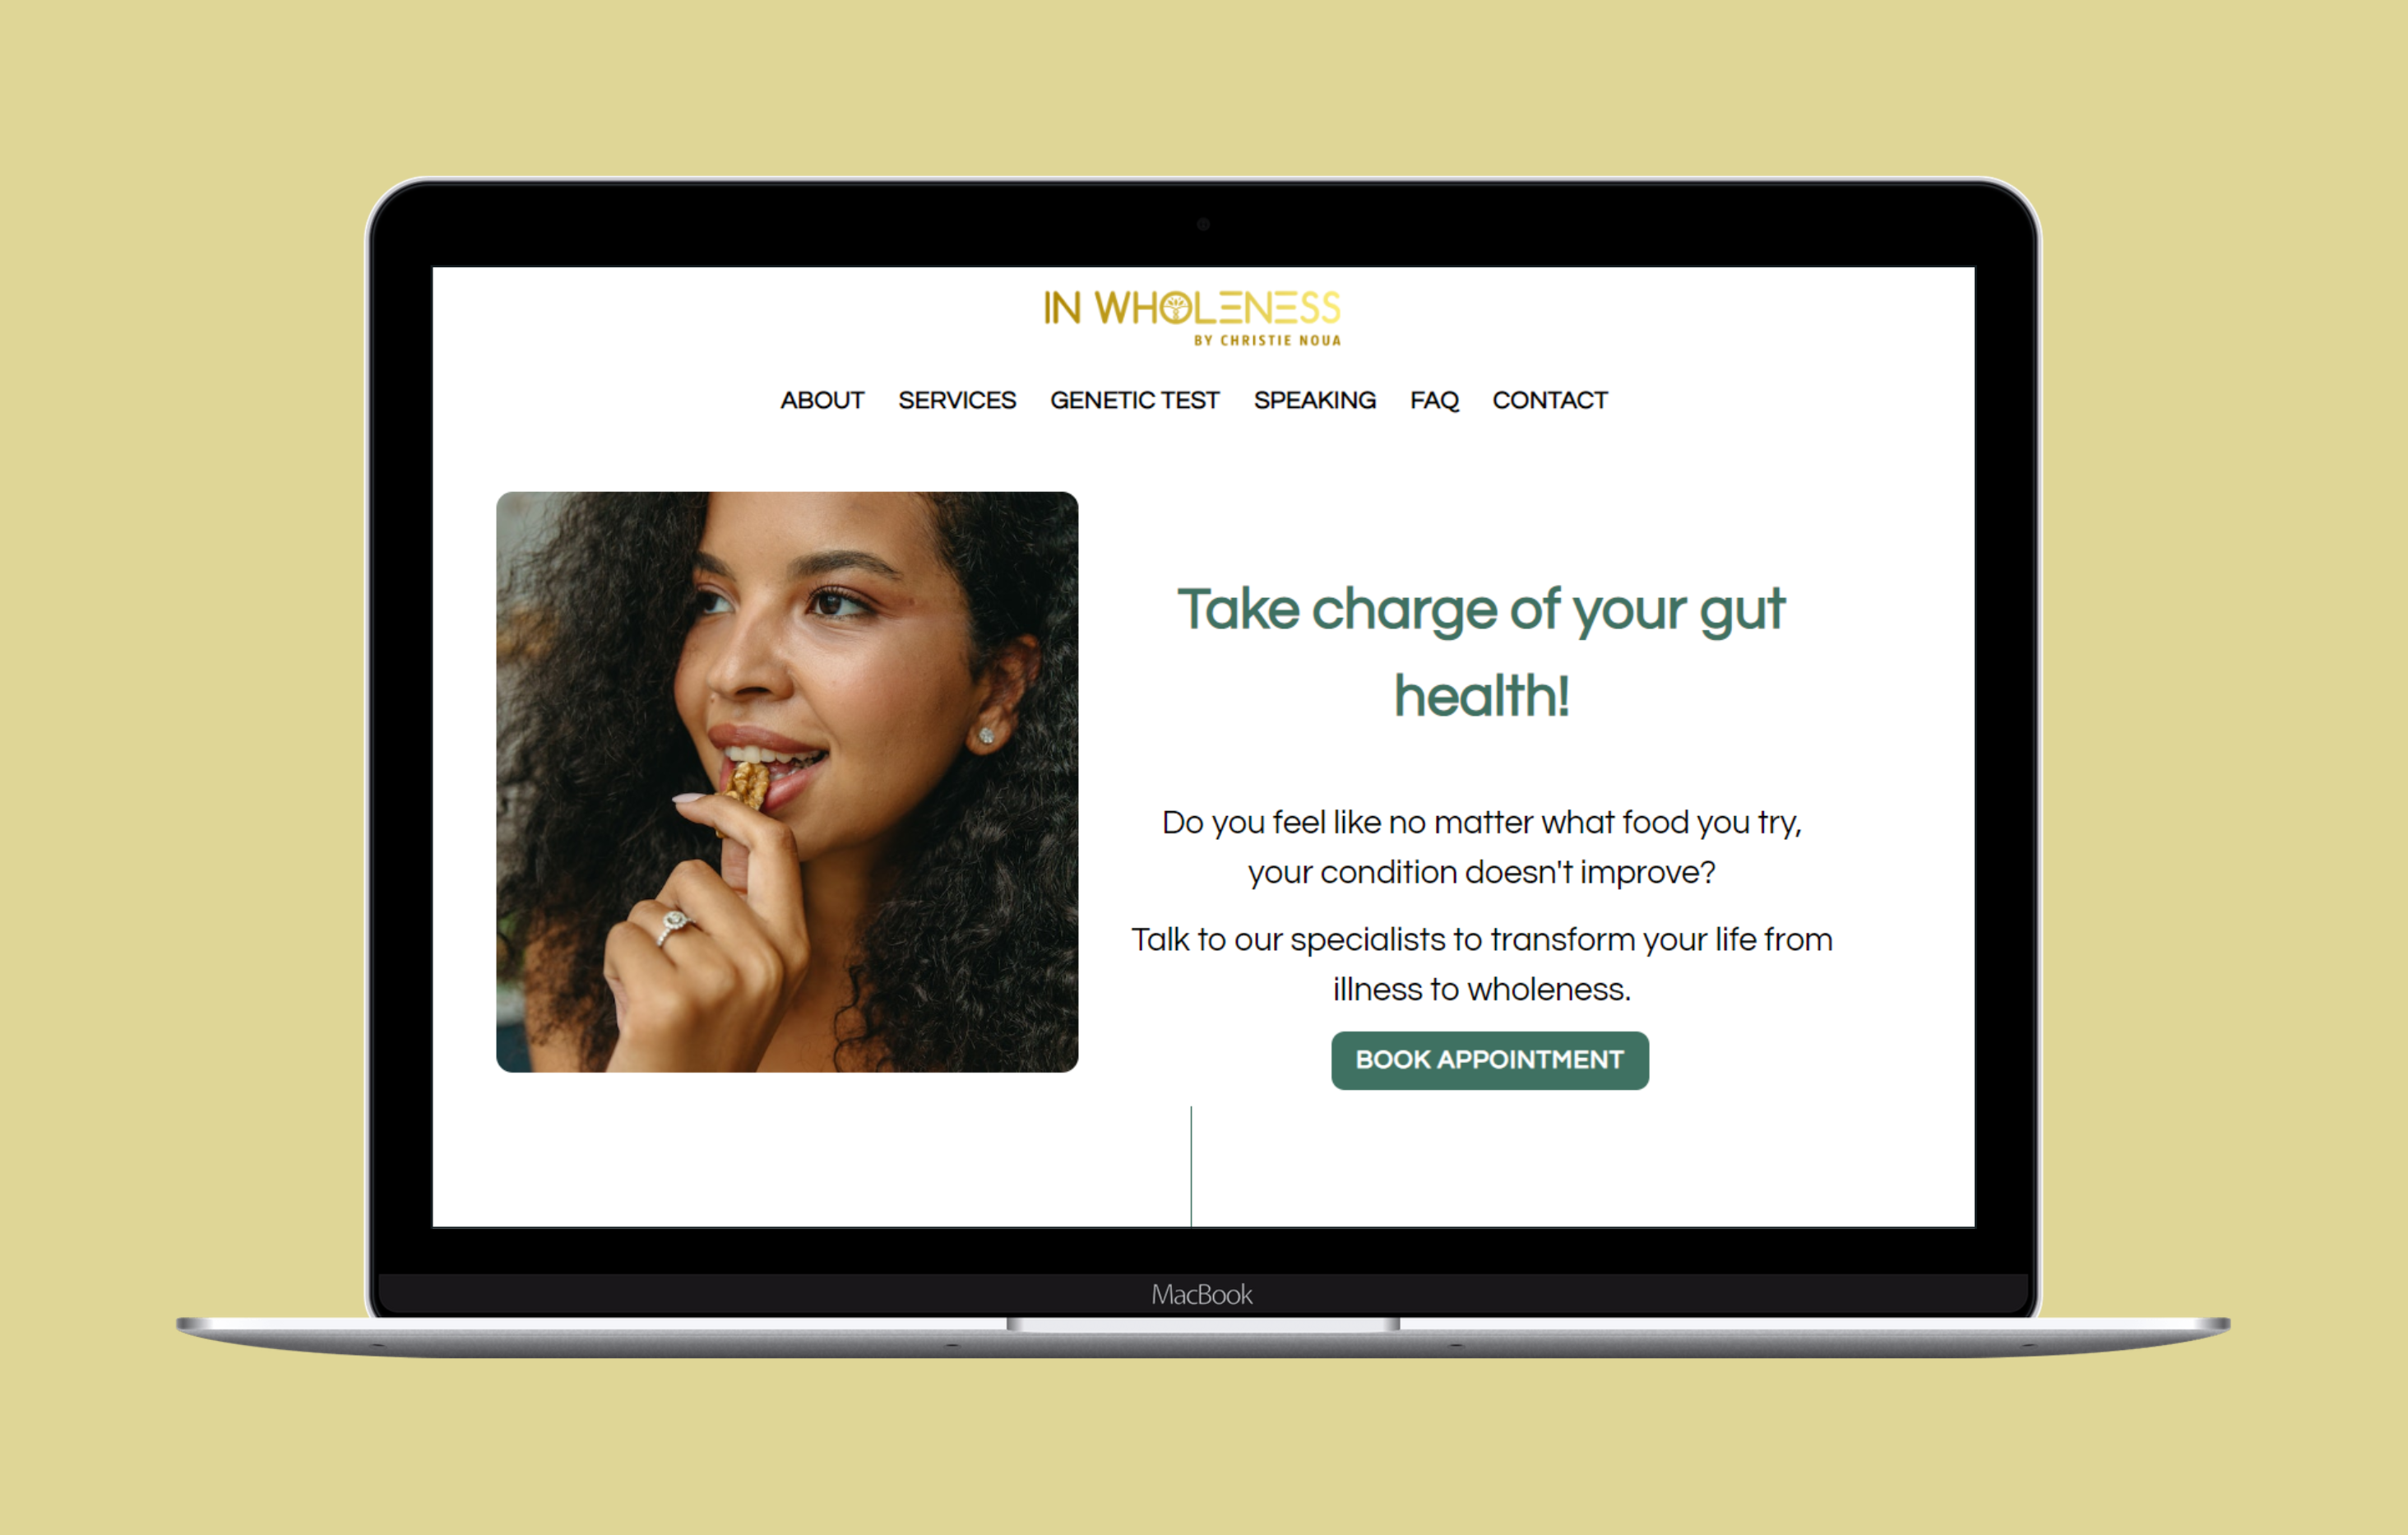 IN WHOLENESS
BY CHRISTIE NOUA
ABOUT SERVICES GENETIC TEST SPEAKING FAQ CONTACT
Take charge of your gut
health!
Do you feel like no matter what food you try,
your condition doesn't improve?
Talk to our specialists to transform your life from
illness to wholeness.
BOOK APPOINTMENT
MacBook